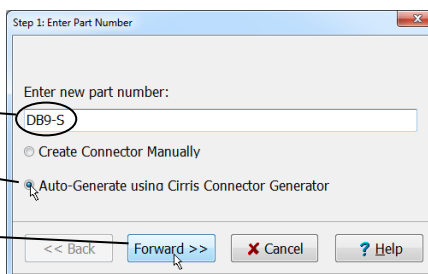 Step 1: Enter Part Number
Enter new part number:
DB9-S
Create Connector Manually
Auto-Generate using Cirris Connector Generator
<< Back Forward >> Cancel ? Help